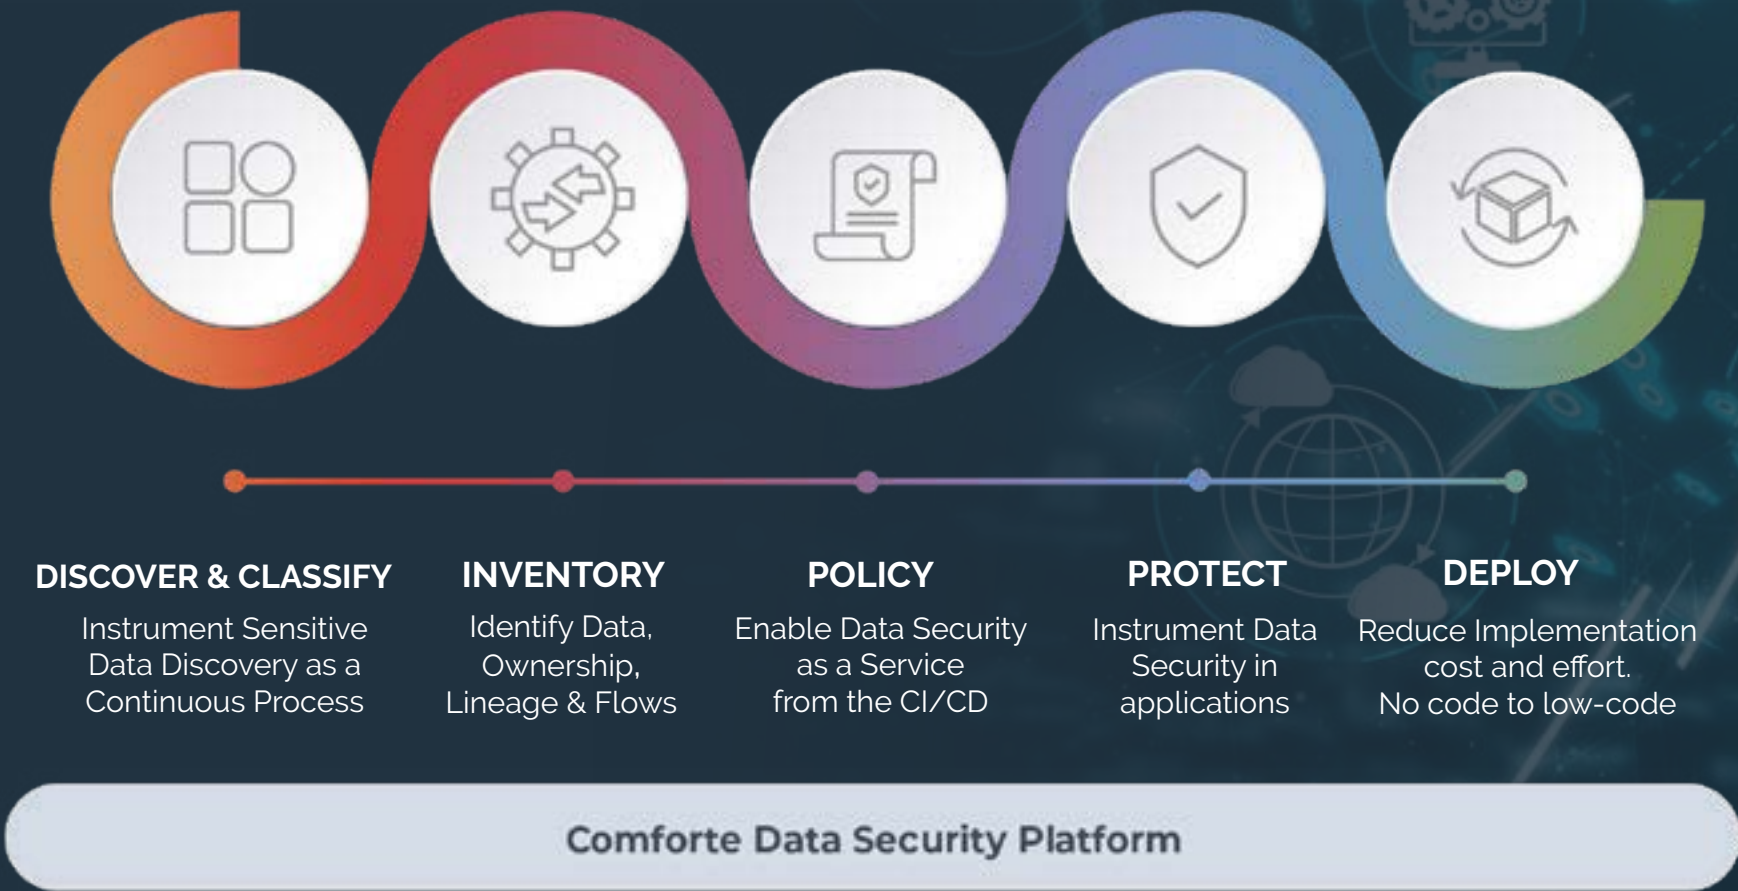 DISCOVER & CLASSIFY
Instrument Sensitive
Data Discovery as a
Continuous Process
INVENTORY
Identify Data,
Ownership,
Lineage & Flows
POLICY
Enable Data Security
as a Service
from the CI/CD
PROTECT
Instrument Data
Security in
applications
DEPLOY
Reduce Implementation
cost and effort.
No code to low-code
Comforte Data Security Platform